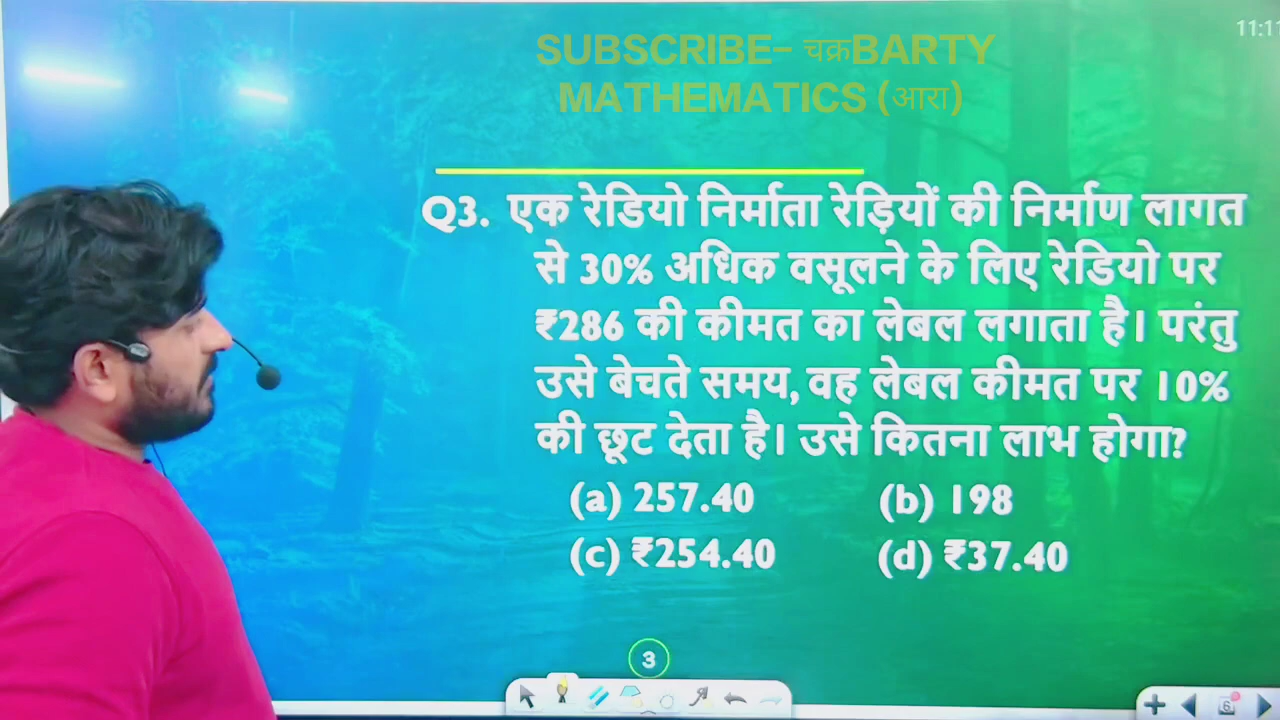 11:11
SUBSCRIBE- चक्रBARTY
MATHEMATICS (आरा)
Q3. एक रेडियो निर्माता रेड़ियों की निर्माण लागत
से 30% अधिक वसूलने के लिए रेडियो पर
₹286 की कीमत का लेबल लगाता है। परंतु
उसे बेचते समय, वह लेबल कीमत पर 10%
की छूट देता है। उसे कितना लाभ होगा?
(a) 257.40 (b) 198
(c) ₹254.40 (d) ₹37.40
3
6